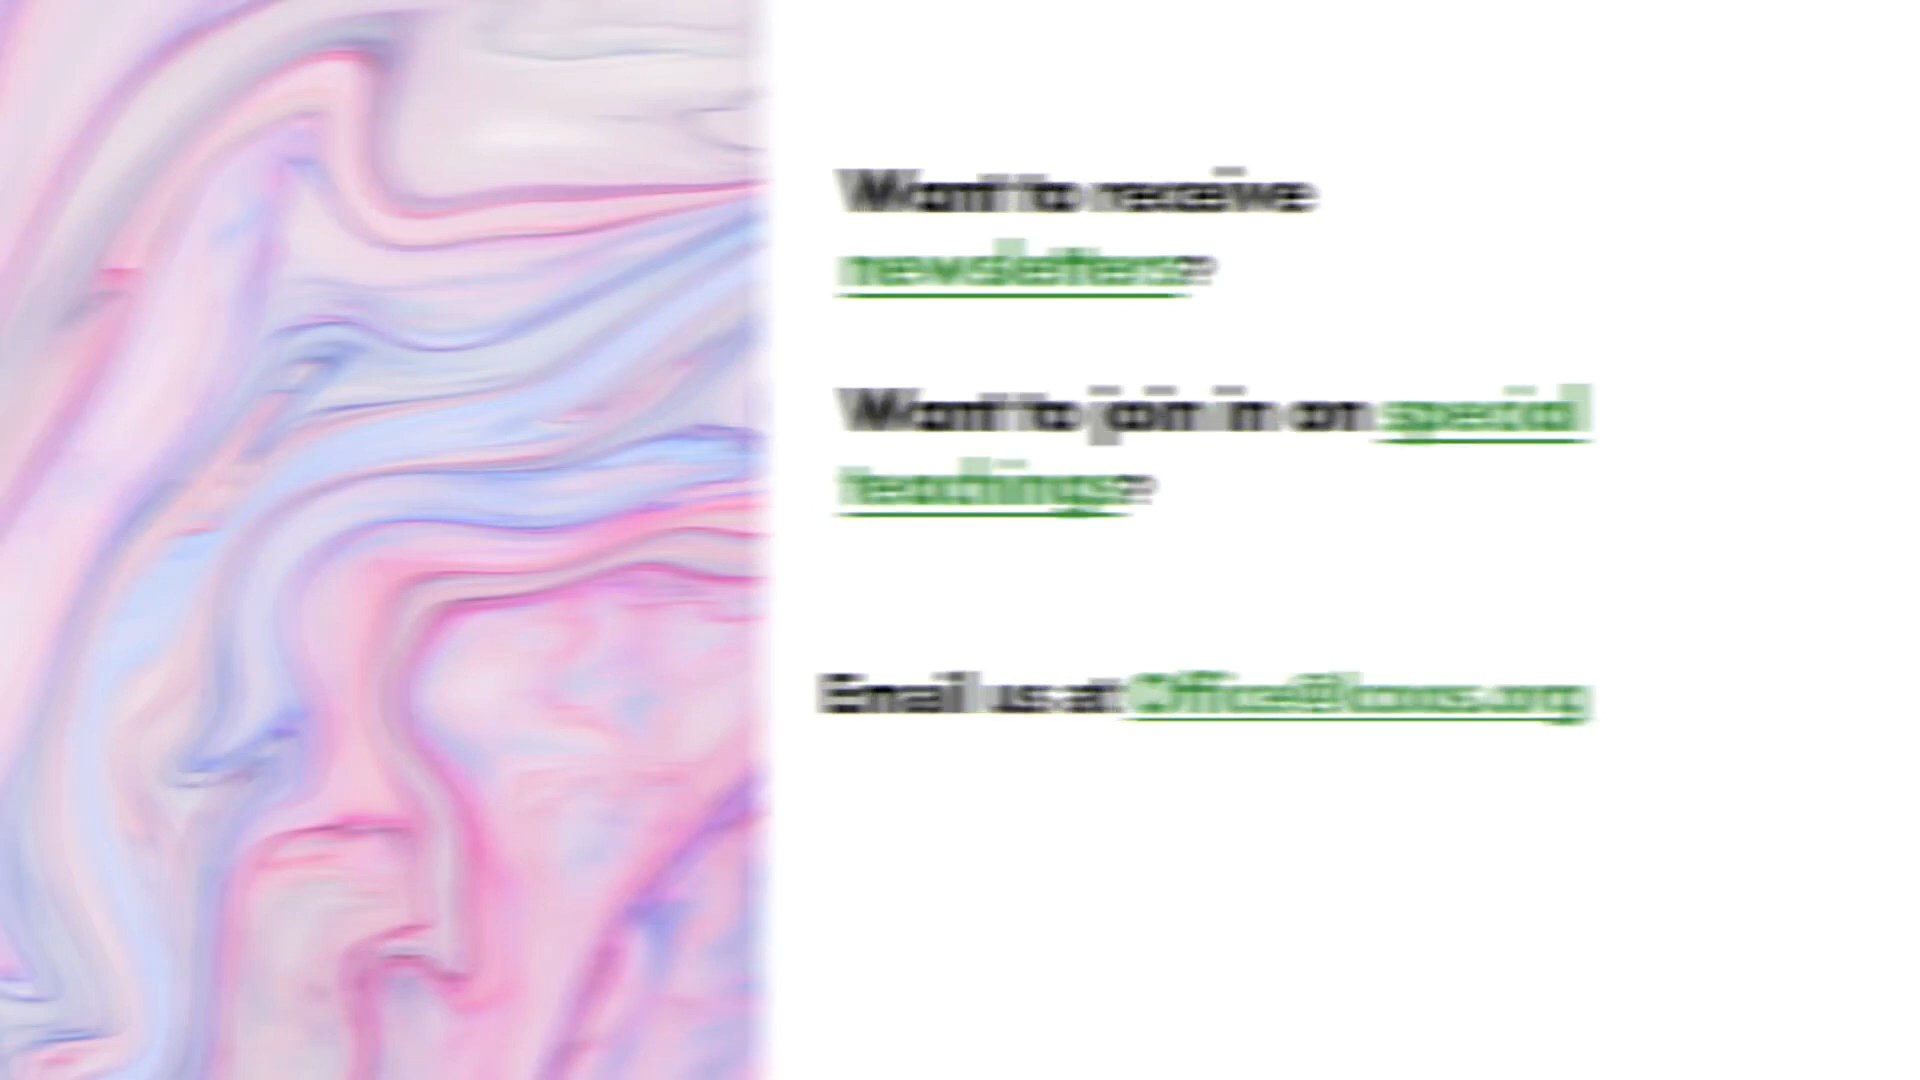 Want to receive
newsletters?
Want to join in on special
teachings?
Email us at